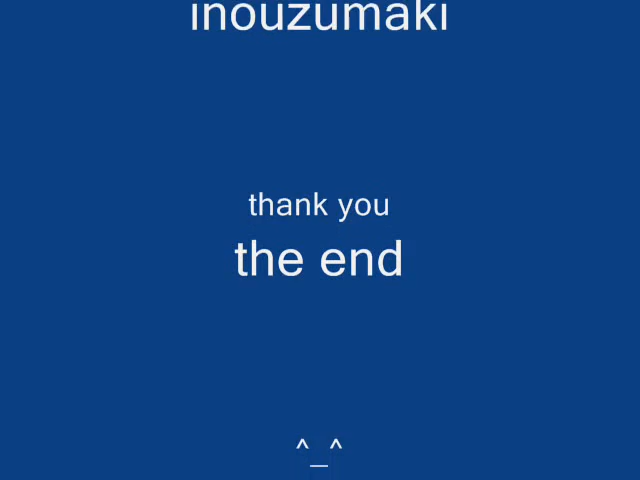 inouzumaki
thank you
the end
^_^